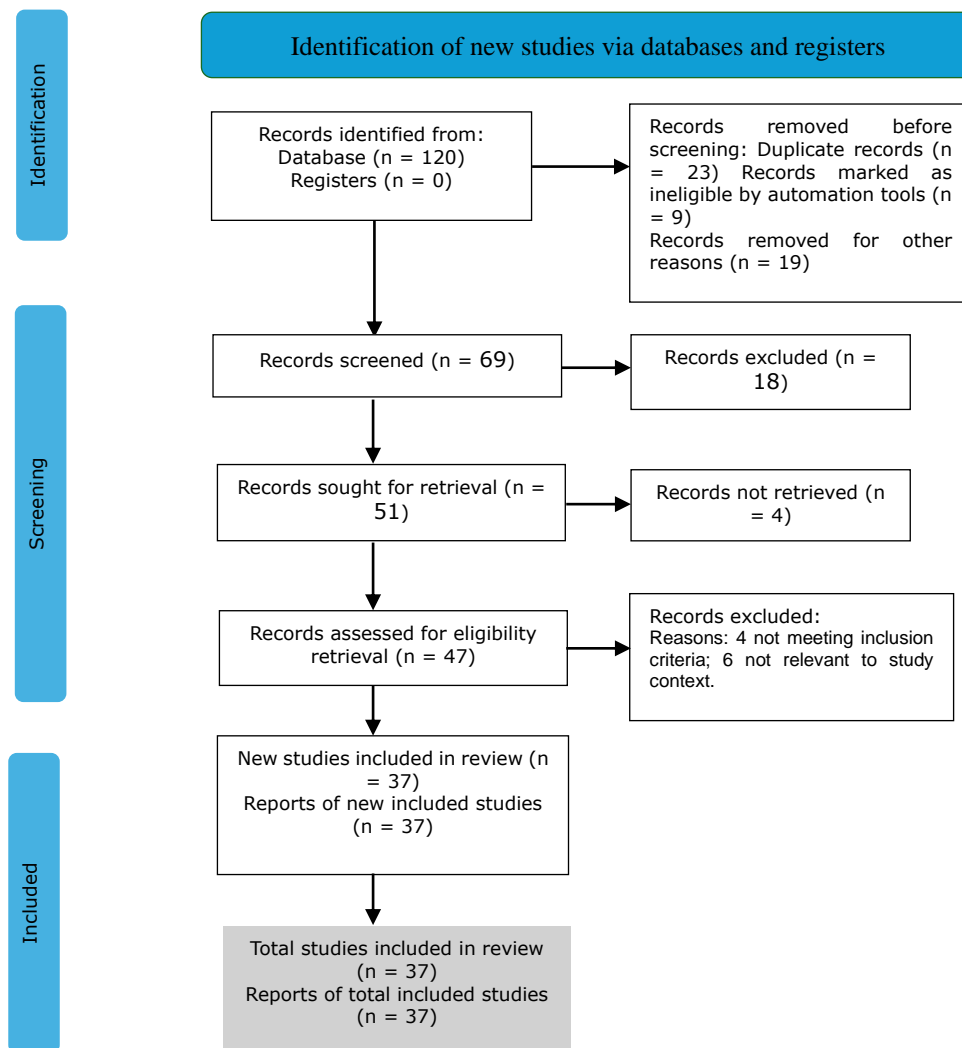 Identification of new studies via databases and registers
Identification
Records identified from:
Database (n = 120)
Registers (n = 0)
Records removed before
screening: Duplicate records (n
= 23) Records marked as
ineligible by automation tools (n
= 9)
Records removed for other
reasons (n = 19)
Screening
Records screened (n = 69)
Records excluded (n =
18)
Records sought for retrieval (n =
51)
Records not retrieved (n
= 4)
Records assessed for eligibility
retrieval (n = 47)
Records excluded:
Reasons: 4 not meeting inclusion
criteria; 6 not relevant to study
context.
Included
New studies included in review (n
= 37)
Reports of new included studies
(n = 37)
Total studies included in review
(n = 37)
Reports of total included studies
(n = 37)